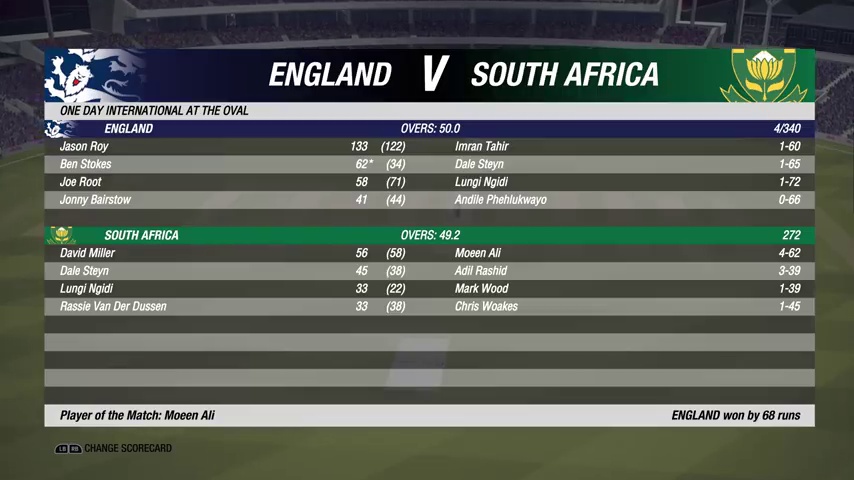 ENGLAND V SOUTH AFRICA
ONE DAY INTERNATIONAL AT THE OVAL
ENGLAND OVERS: 50.0 4/340
Jason Roy 133 (122) Imran Tahir 1-60
Ben Stokes 62* (34) Dale Steyn 1-65
Joe Root 58 (71) Lungi Ngidi 1-72
Jonny Bairstow 41 (44) Andile Phehlukwayo 0-66
SOUTH AFRICA OVERS: 49.2 272
David Miller 56 (58) Moeen Ali 4-62
Dale Steyn 45 (38) Adil Rashid 3-39
Lungi Ngidi 33 (22) Mark Wood 1-39
Rassie Van Der Dussen 33 (38) Chris Woakes 1-45
Player of the Match: Moeen Ali ENGLAND won by 68 runs
LB RB CHANGE SCORECARD